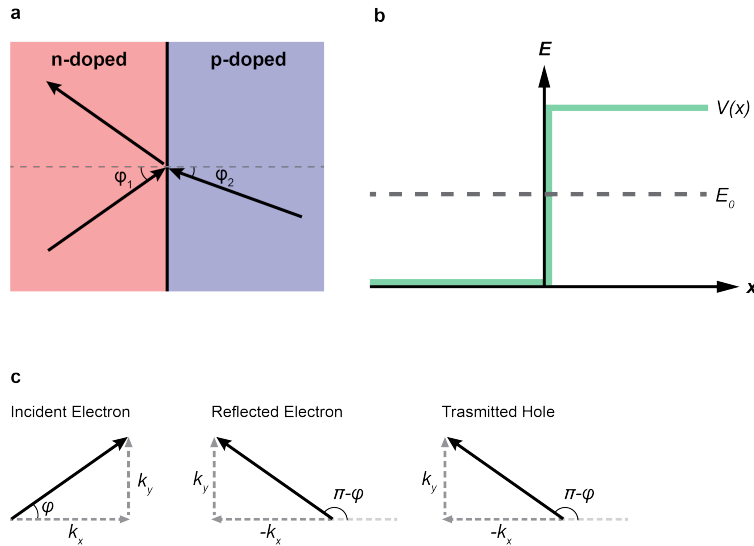 a
n-doped
p-doped
φ1
φ2
b
E
V(x)
E0
x
c
Incident Electron
Reflected Electron
Trasmitted Hole
φ
kx
ky
ky
-kx
π-φ
ky
-kx
π-φ